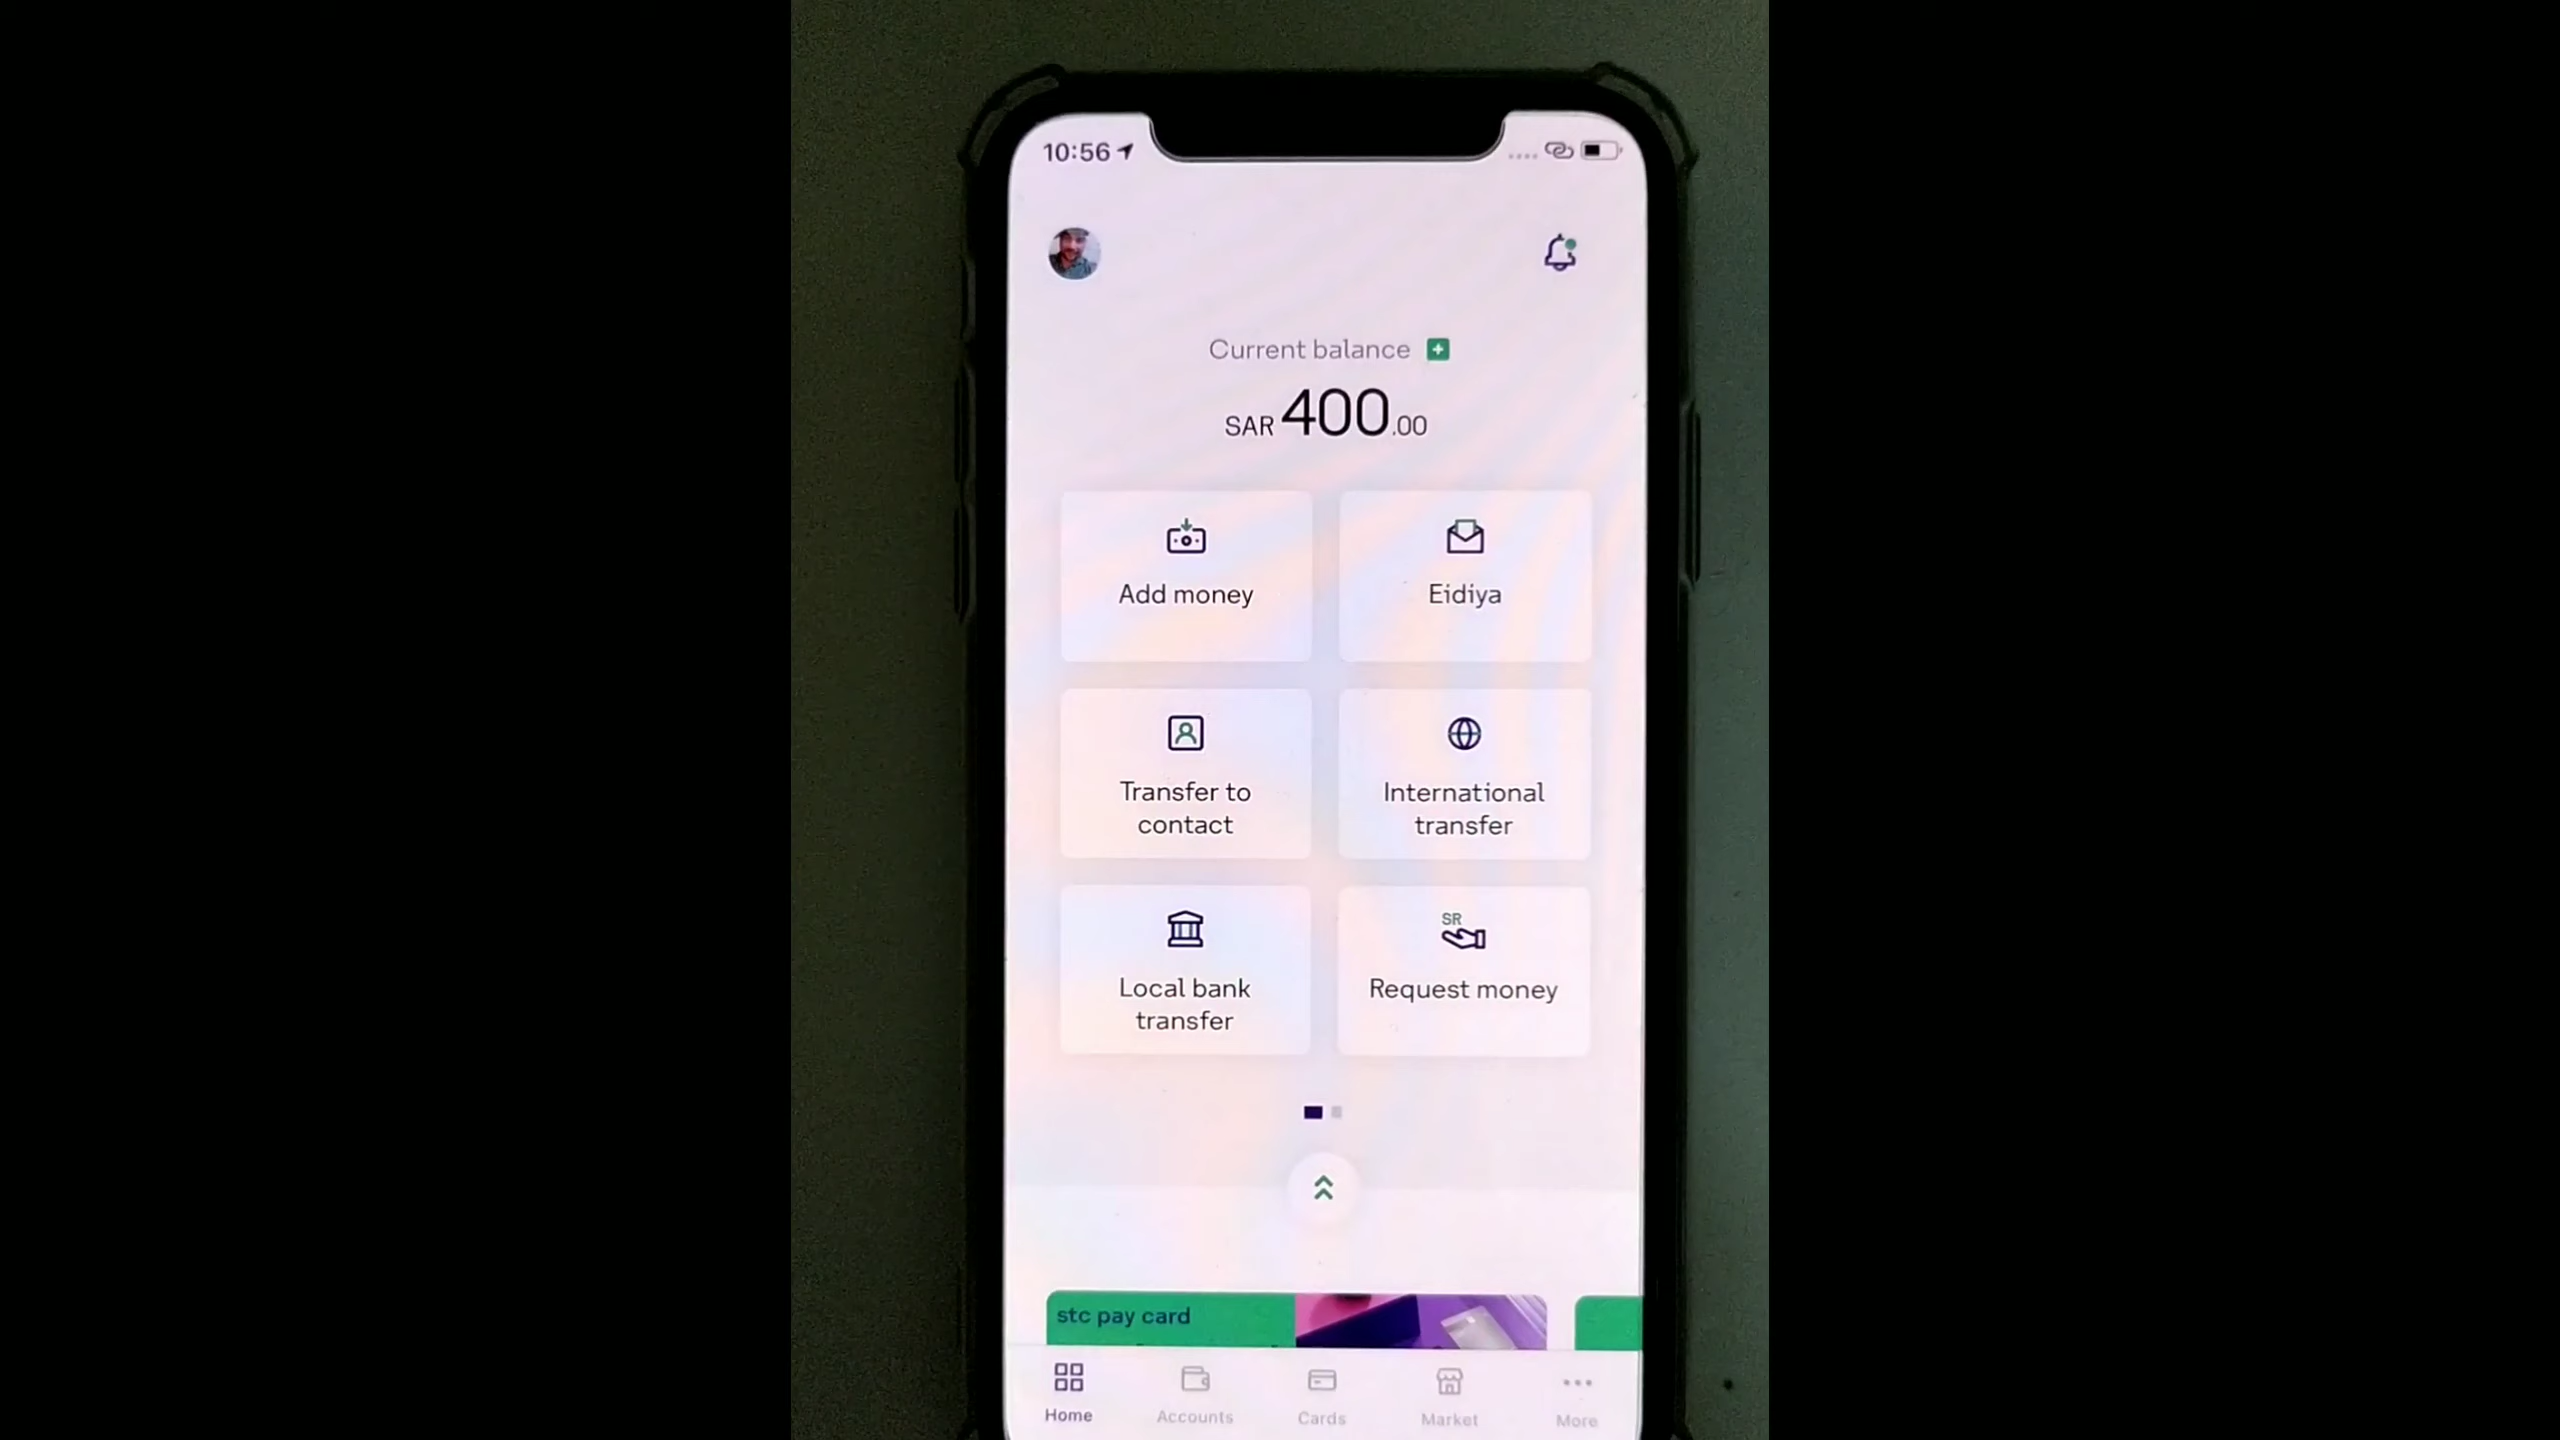 10:56
Current balance
SAR 400.00
Add money
Eidiya
Transfer to
contact
International
transfer
Local bank
transfer
SR
Request money
stc pay card
Home
Accounts
Cards
Market
More